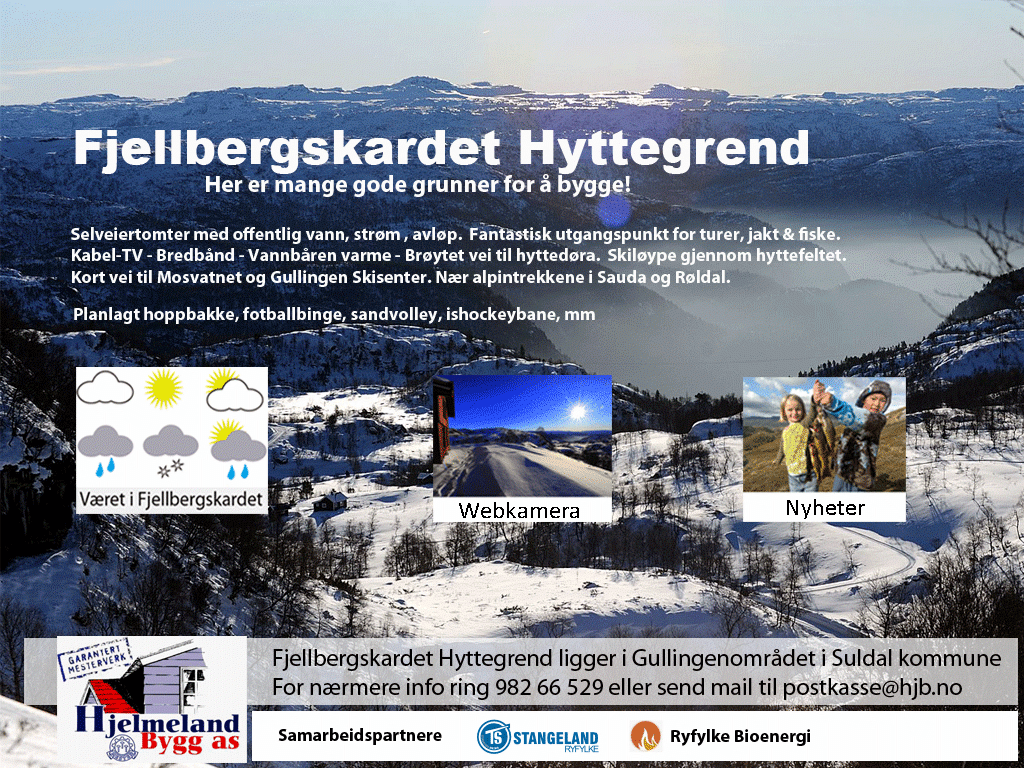 Fjellbergskardet Hyttegrend
Her er mange gode grunner for å bygge!
Selveiertomter med offentlig vann, strøm , avløp. Fantastisk utgangspunkt for turer, jakt & fiske.
Kabel-TV - Bredbånd - Vannbåren varme - Brøytet vei til hyttedøra. Skiløype gjennom hyttefeltet.
Kort vei til Mosvatnet og Gullingen Skisenter. Nær alpintrekkene i Sauda og Røldal.
Planlagt hoppbakke, fotballbinge, sandvolley, ishockeybane, mm
Været i Fjellbergskardet
Webkamera
Nyheter
GARANTERT
MESTERVERK
Hjelmeland
Bygg as
Fjellbergskardet Hyttegrend ligger i Gullingenområdet i Suldal kommune
For nærmere info ring 982 66 529 eller send mail til postkasse@hjb.no
Samarbeidspartnere
TS STANGELAND
RYFYLKE
Ryfylke Bioenergi